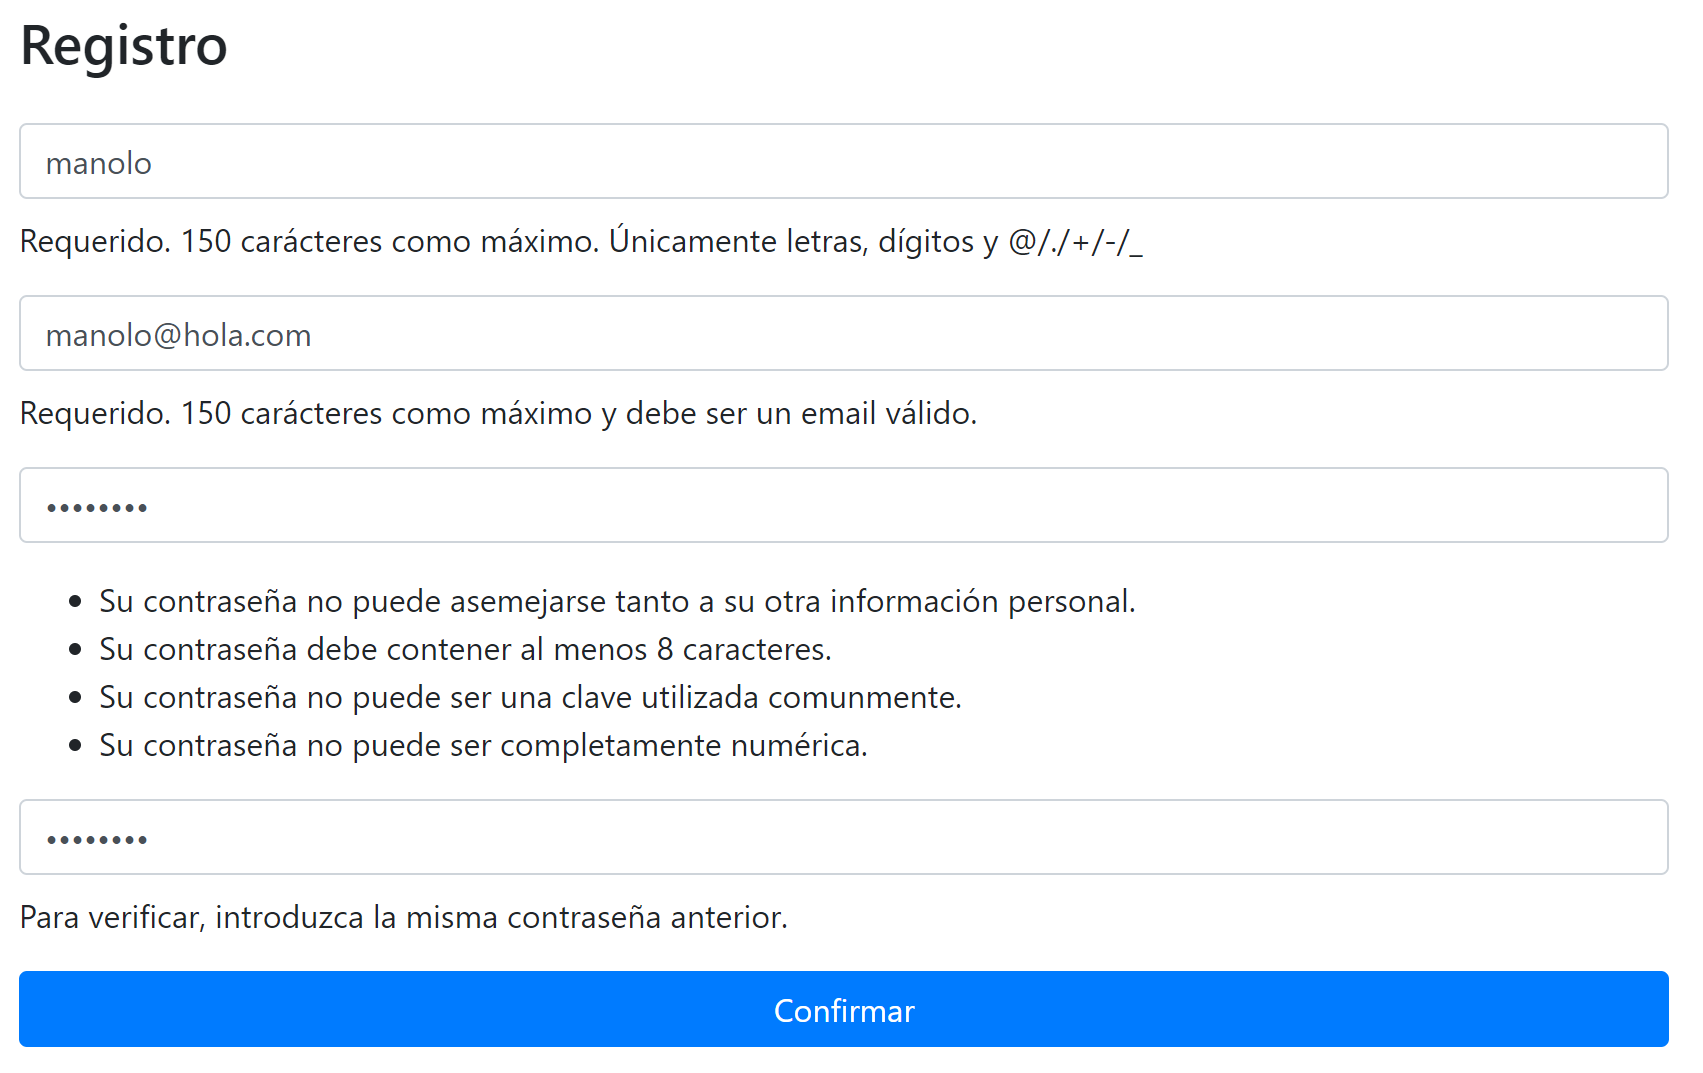 Registro
manolo
Requerido. 150 carácteres como máximo. Únicamente letras, dígitos y @/./+/-/_
manolo@hola.com
Requerido. 150 carácteres como máximo y debe ser un email válido.
••••••••
• Su contraseña no puede asemejarse tanto a su otra información personal.
• Su contraseña debe contener al menos 8 caracteres.
• Su contraseña no puede ser una clave utilizada comunmente.
• Su contraseña no puede ser completamente numérica.
••••••••
Para verificar, introduzca la misma contraseña anterior.
Confirmar